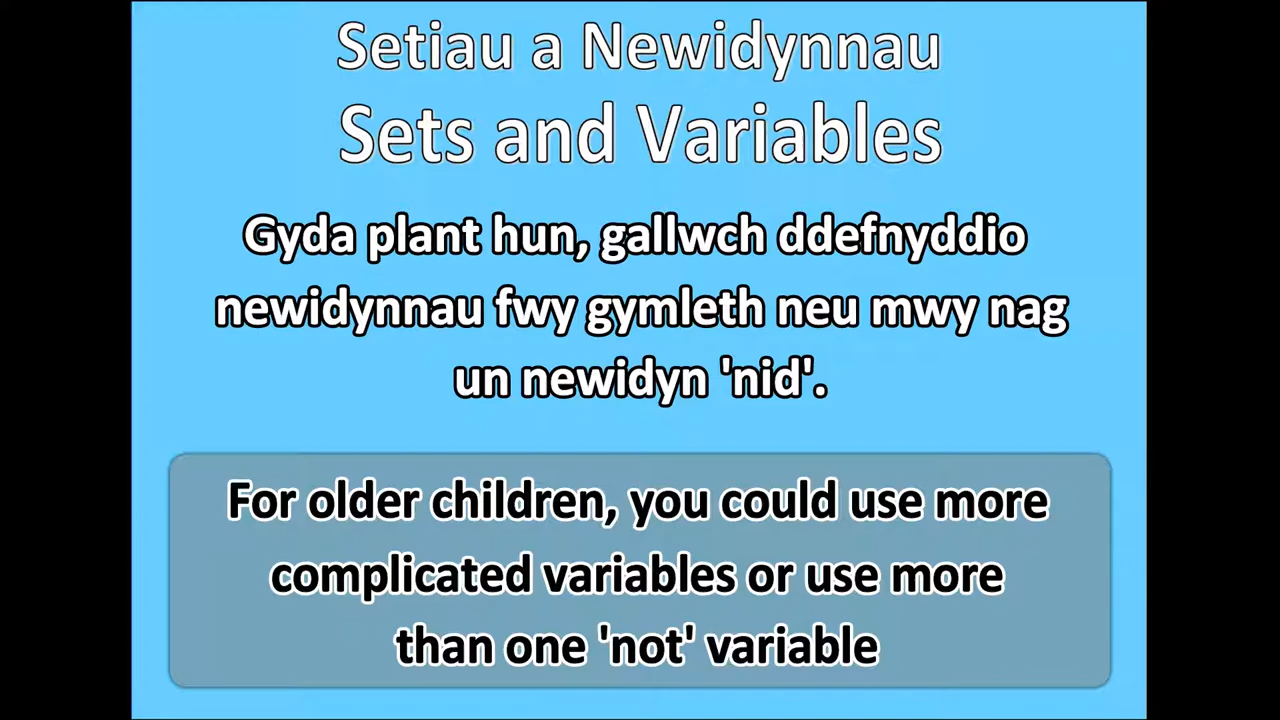 Setiau a Newidynnau
Sets and Variables
Gyda plant hun, gallwch ddefnyddio
newidynnau fwy gymleth neu mwy nag
un newidyn 'nid'.
For older children, you could use more
complicated variables or use more
than one 'not' variable